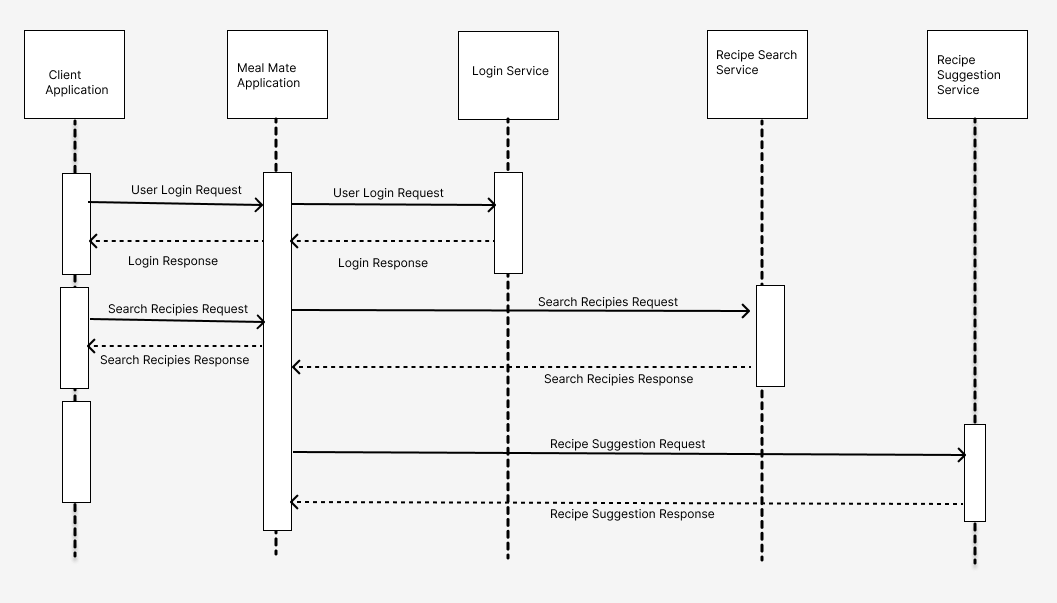 Client
Application
Meal Mate
Application
Login Service
Recipe Search
Service
Recipe
Suggestion
Service
User Login Request
User Login Request
Login Response
Login Response
Search Recipies Request
Search Recipies Request
Search Recipies Response
Search Recipies Response
Recipe Suggestion Request
Recipe Suggestion Response